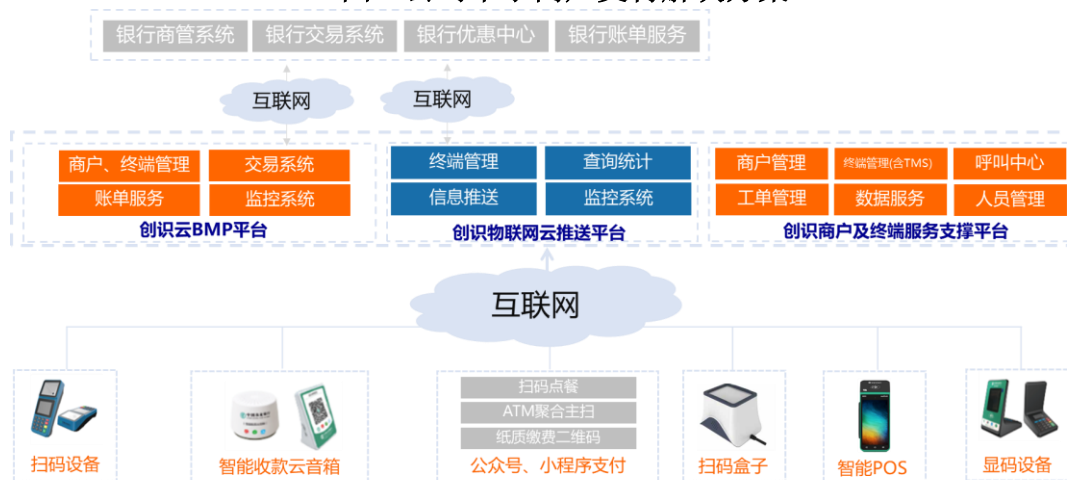 银行商管系统 银行交易系统 银行优惠中心 银行账单服务
互联网 互联网
商户、终端管理 交易系统 终端管理 查询统计 商户管理 终端管理(含TMS) 呼叫中心
账单服务 监控系统 信息推送 监控系统 工单管理 数据服务 人员管理
创识云BMP平台 创识物联网云推送平台 创识商户及终端服务支撑平台
互联网
扫码点餐
ATM聚合主扫
纸质缴费二维码
扫码设备 智能收款云音箱 公众号、小程序支付 扫码盒子 智能POS 显码设备